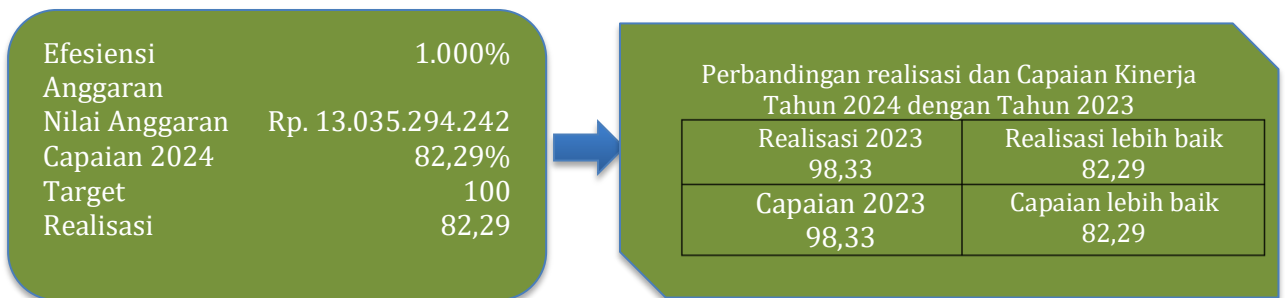 Efesiensi Anggaran 1.000%
Nilai Anggaran Rp. 13.035.294.242
Capaian 2024 82,29%
Target 100
Realisasi 82,29
Perbandingan realisasi dan Capaian Kinerja
Tahun 2024 dengan Tahun 2023
Realisasi 2023 Realisasi lebih baik
98,33 82,29
Capaian 2023 Capaian lebih baik
98,33 82,29